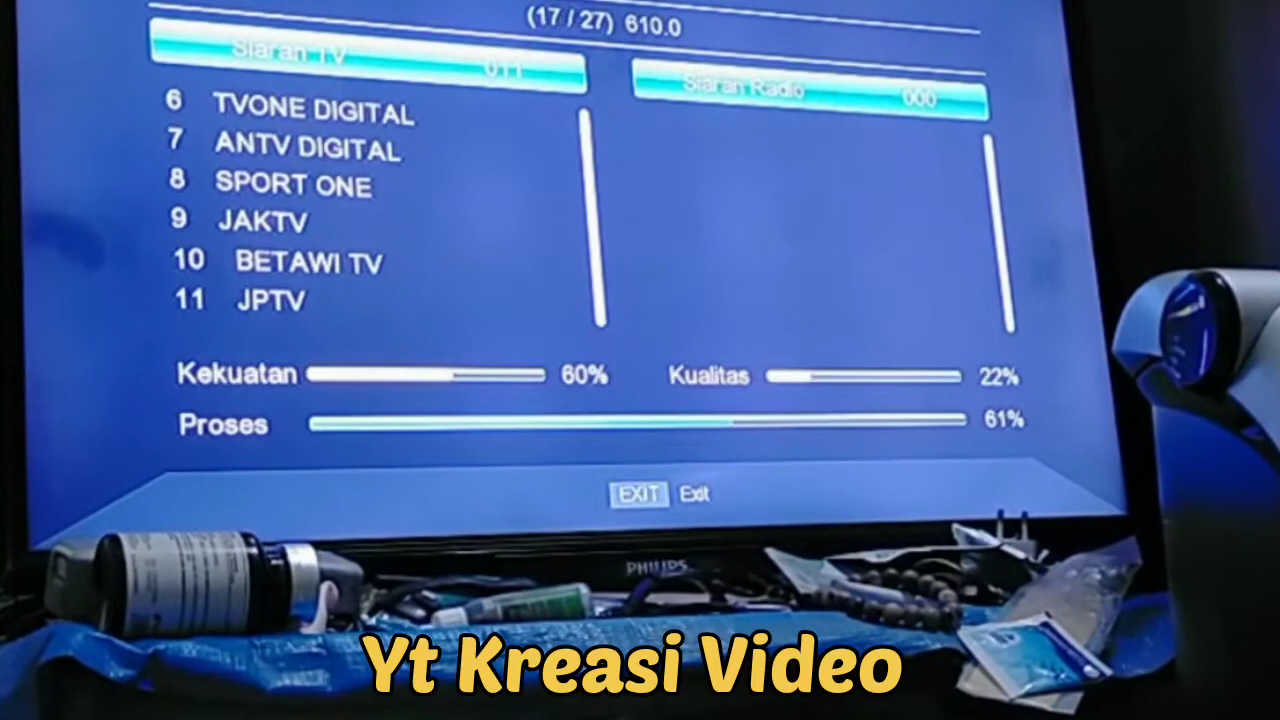 (17 / 27) 610.0
Siaran TV 011
Siaran Radio 000
6 TVONE DIGITAL
7 ANTV DIGITAL
8 SPORT ONE
9 JAKTV
10 BETAWI TV
11 JPTV
Kekuatan 60% Kualitas 22%
Proses 61%
EXIT Exit
PHILIPS
Yt Kreasi Video